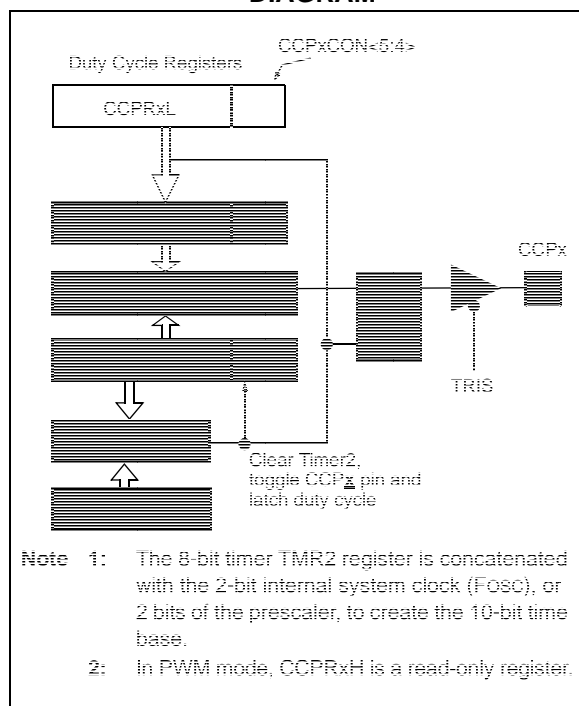 DIAGRAM
CCPxCON<5:4>
Duty Cycle Registers
CCPRxL
CCPx
TRIS
Clear Timer2,
toggle CCPx pin and
latch duty cycle
Note 1: The 8-bit timer TMR2 register is concatenated
with the 2-bit internal system clock (FOSC), or
2 bits of the prescaler, to create the 10-bit time
base.
2: In PWM mode, CCPRxH is a read-only register.